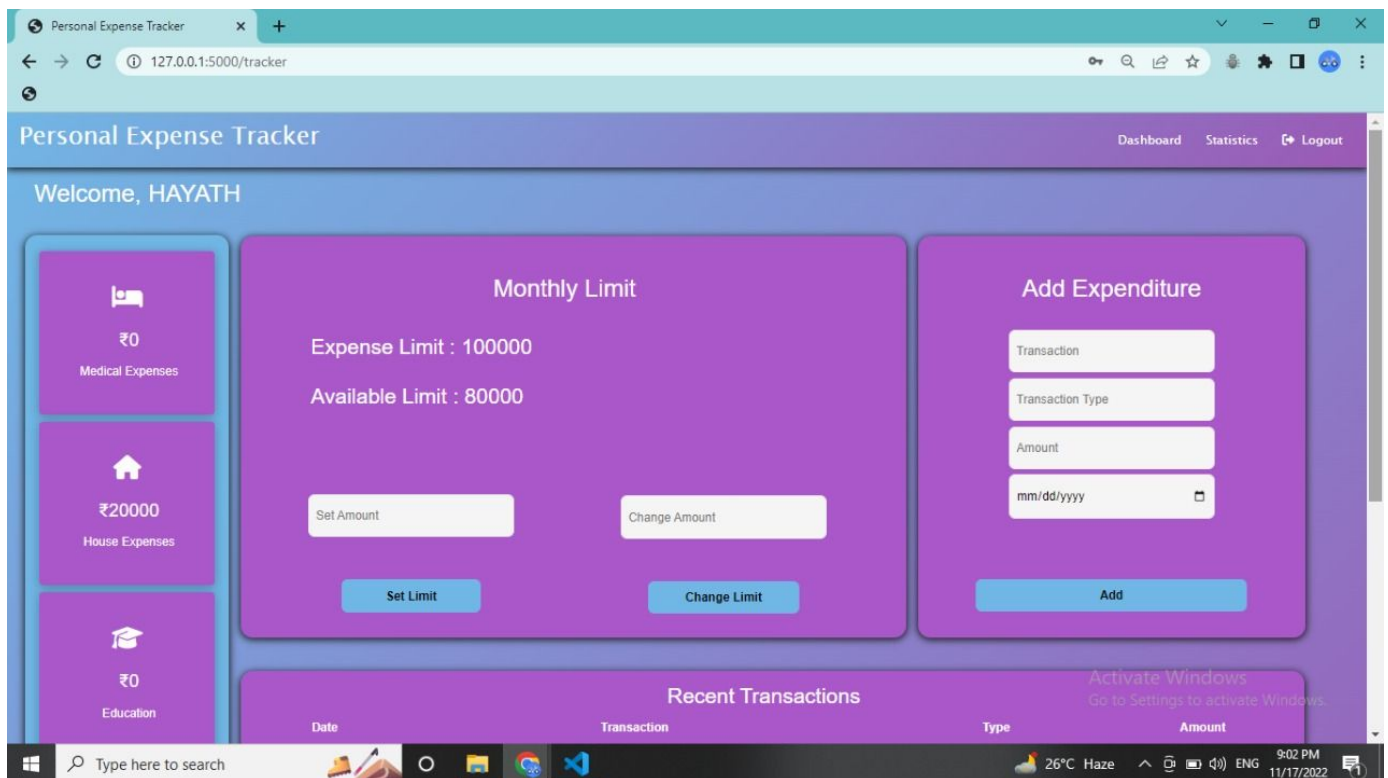 Personal Expense Tracker
127.0.0.1:5000/tracker
Personal Expense Tracker
Dashboard Statistics Logout
Welcome, HAYATH
₹0
Medical Expenses
₹20000
House Expenses
₹0
Education
Monthly Limit
Expense Limit : 100000
Available Limit : 80000
Set Amount
Change Amount
Set Limit
Change Limit
Add Expenditure
Transaction
Transaction Type
Amount
mm/dd/yyyy
Add
Recent Transactions
Date Transaction Type Amount
Activate Windows
Go to Settings to activate Windows.
Type here to search
26°C Haze
ENG
9:02 PM
11/17/2022
1